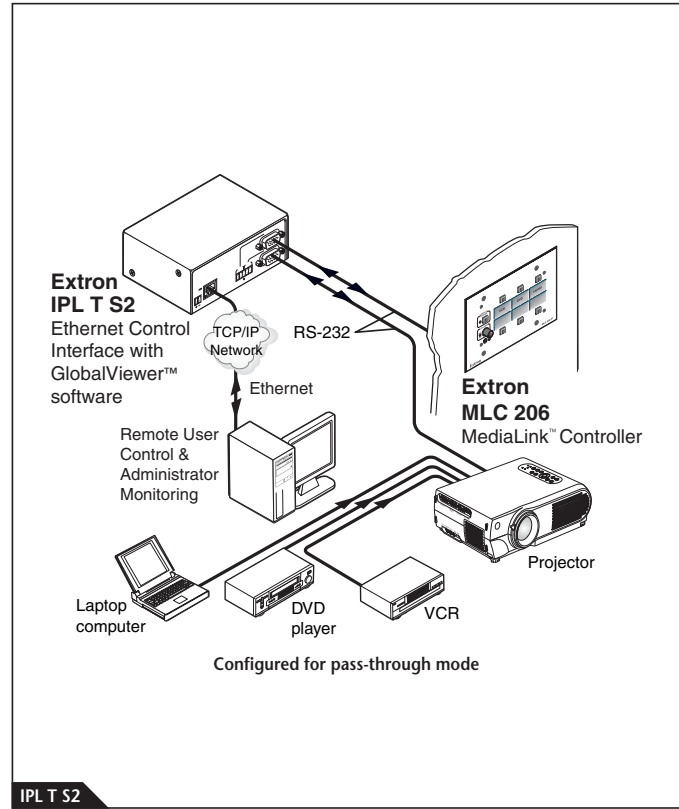 Extron
IPL T S2
Ethernet Control
Interface with
GlobalViewer™
software
TCP/IP
Network
RS-232
Extron
MLC 206
MediaLink™ Controller
Ethernet
Remote User
Control &
Administrator
Monitoring
Projector
Laptop
computer
DVD
player
VCR
Configured for pass-through mode
IPL T S2